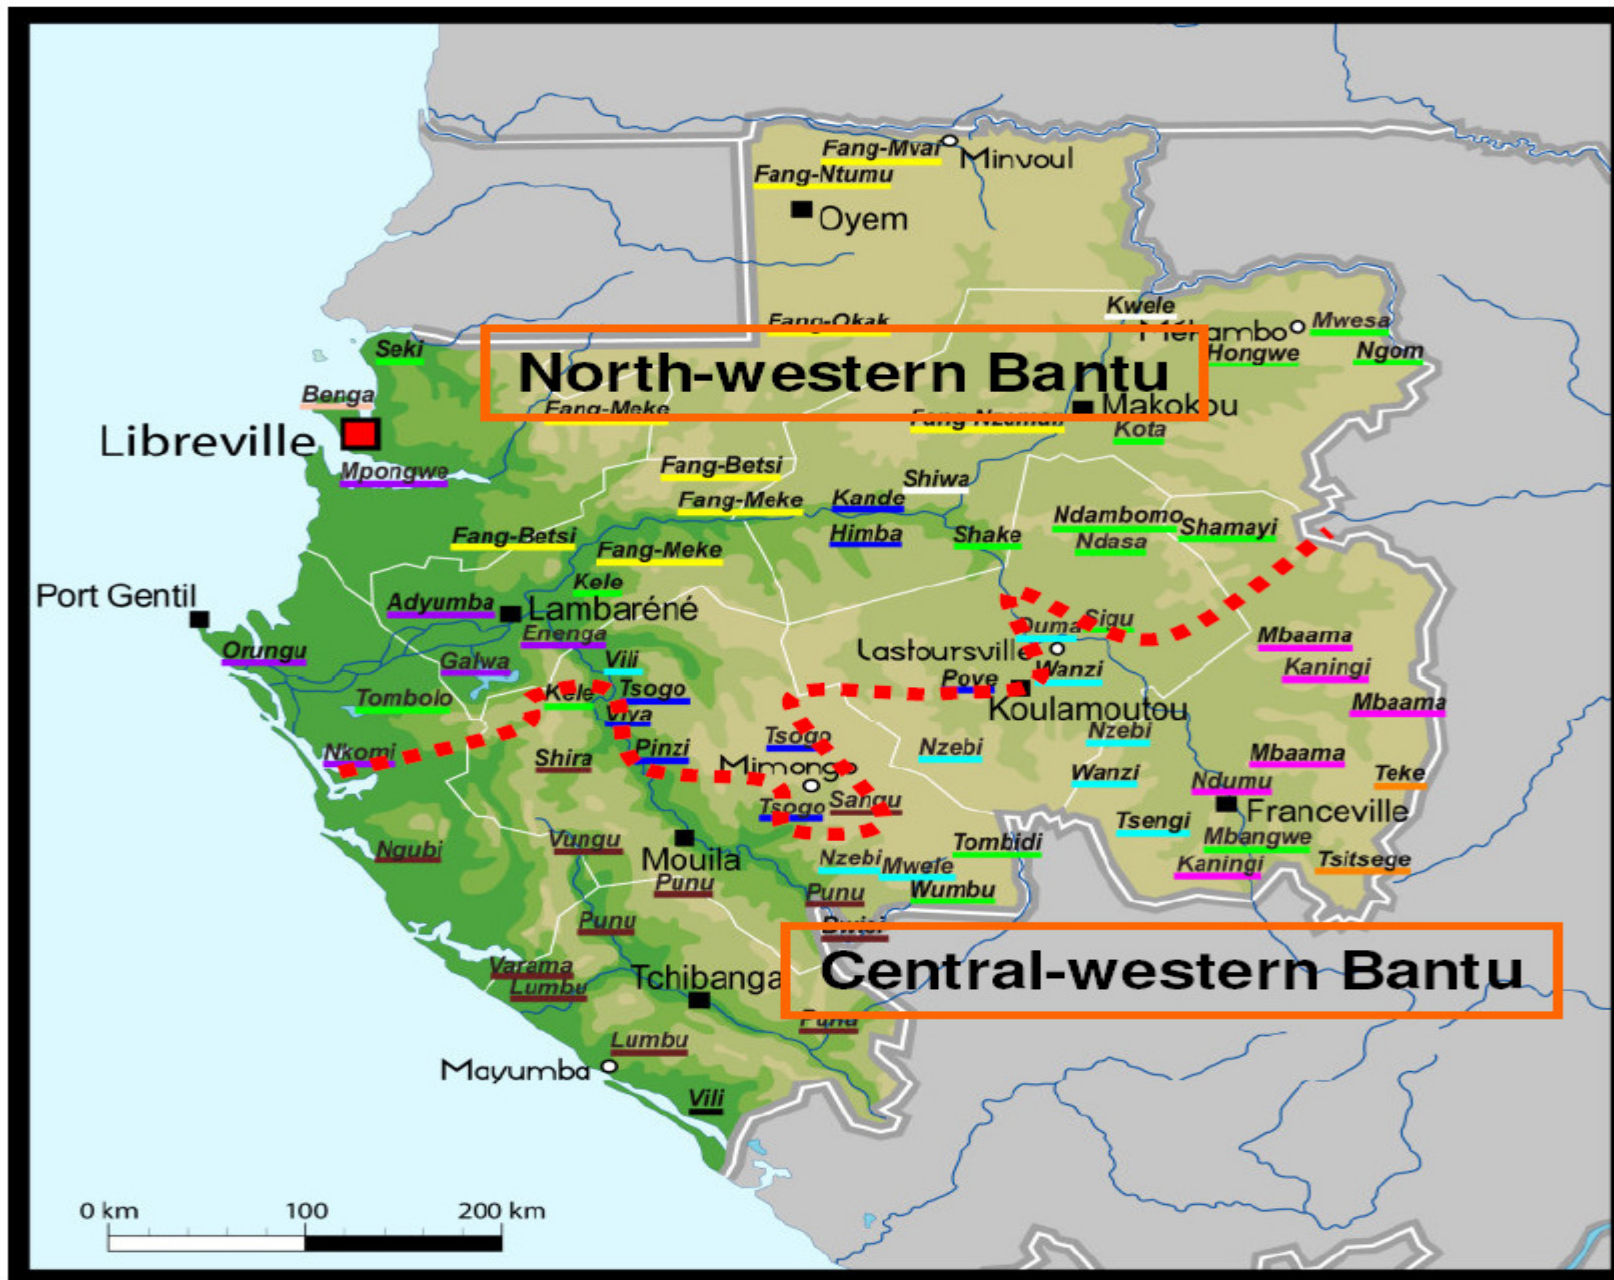 Fang-Mvai
Minvoul
Fang-Ntumu
Oyem
Kwele
Fang-Okak
Mékambo
Mwesa
Seki
Hongwe
Ngom
North-western Bantu
Benga
Fang-Meke
Makokou
Libreville
Kota
Mpongwe
Fang-Betsi
Shiwa
Fang-Meke
Kande
Ndambomo
Shamayi
Fang-Betsi
Himba
Shake
Ndasa
Fang-Meke
Kele
Port Gentil
Adyumba
Lambaréné
Duma
Sigu
Enenga
Mbaama
Orungu
Galwa
Vili
Lastoursville
Wanzi
Kaningi
Tombolo
Kele
Tsogo
Pove
Koulamoutou
Mbaama
Viya
Nkomi
Shira
Pinzi
Tsogo
Nzebi
Nzebi
Mbaama
Mimongo
Wanzi
Ndumu
Teke
Tsogo
Sangu
Franceville
Tsengi
Ngubi
Vungu
Mouila
Tombidi
Mbangwe
Nzebi
Mwele
Kaningi
Tsitsege
Punu
Punu
Wumbu
Punu
Varama
Tchibanga
Central-western Bantu
Lumbu
Punu
Lumbu
Mayumba
Vili
0 km 100 200 km